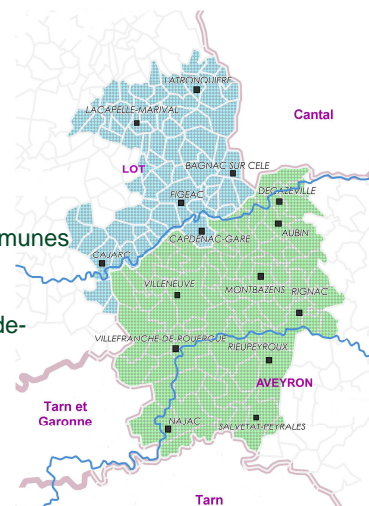 LATRONQUIERE
LACAPELLE-MARIVAL
Cantal
LOT
BAGNAC SUR CELE
FIGEAC
DECAZEVILLE
munes
CAPDENAC-GARE
AUBIN
CAJARC
VILLENEUVE
MONTBAZENS
RIGNAC
de-
VILLEFRANCHE-DE-ROUERGUE
RIEUPEYROUX
AVEYRON
Tarn et
Garonne
NAJAC
SALVETAT-PEYRALES
Tarn